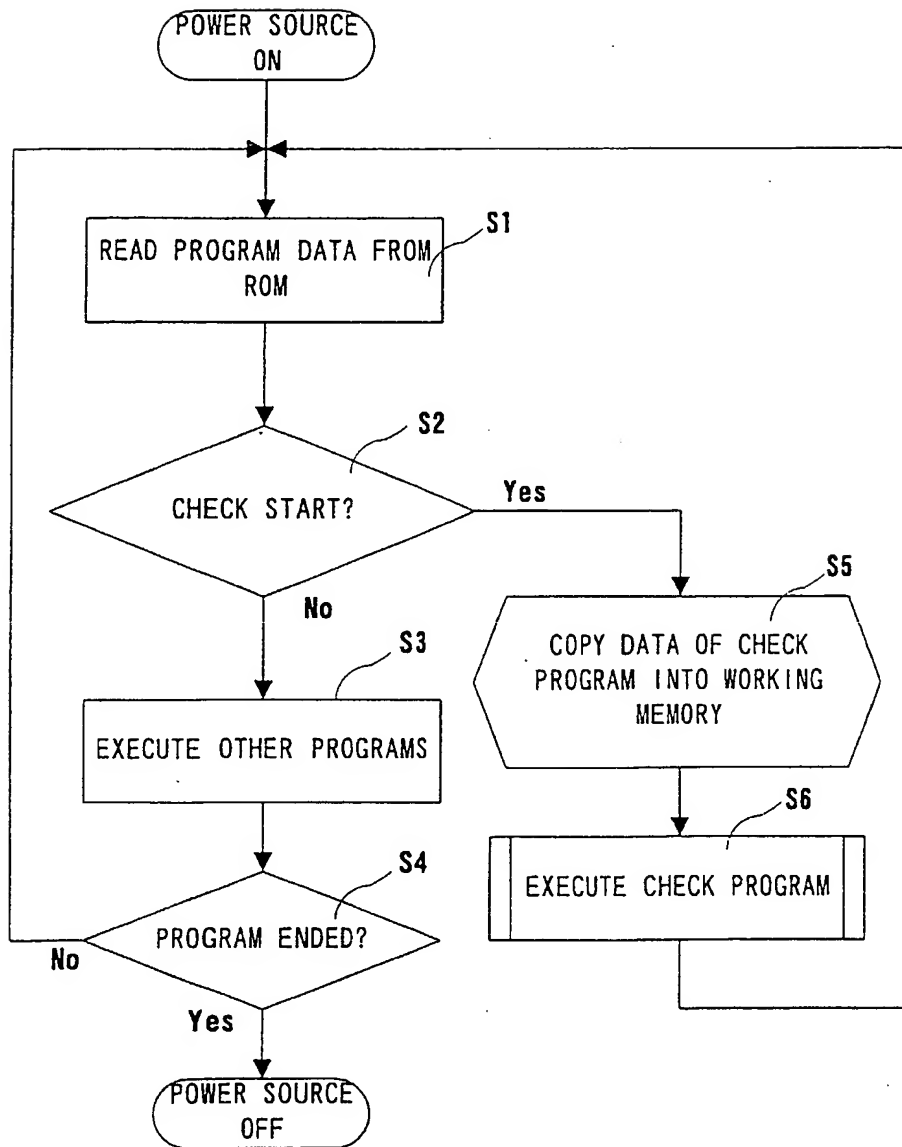 POWER SOURCE
ON
S1
READ PROGRAM DATA FROM
ROM
S2
CHECK START?
Yes
No
S5
COPY DATA OF CHECK
PROGRAM INTO WORKING
MEMORY
S3
EXECUTE OTHER PROGRAMS
S6
EXECUTE CHECK PROGRAM
S4
PROGRAM ENDED?
No
Yes
POWER SOURCE
OFF